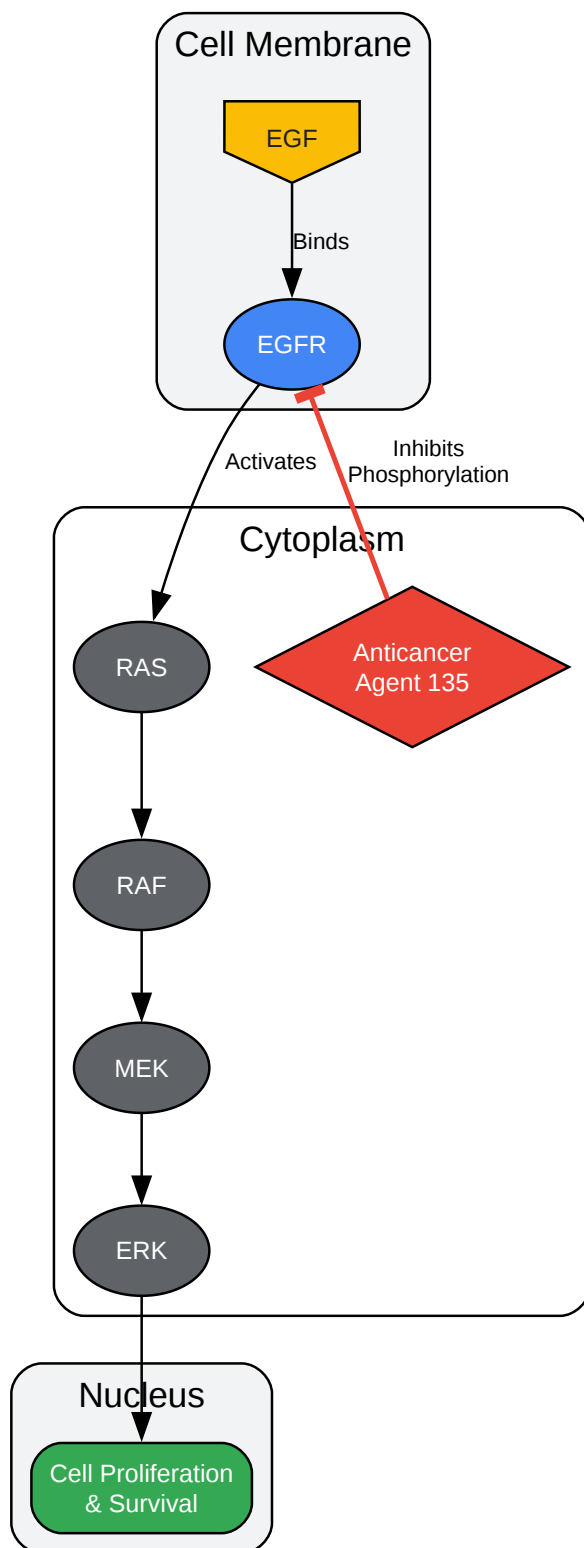 Cell Membrane
EGF
Binds
EGFR
Activates
Inhibits
Phosphorylation
Cytoplasm
RAS
Anticancer
Agent 135
RAF
MEK
ERK
Nucleus
Cell Proliferation
& Survival